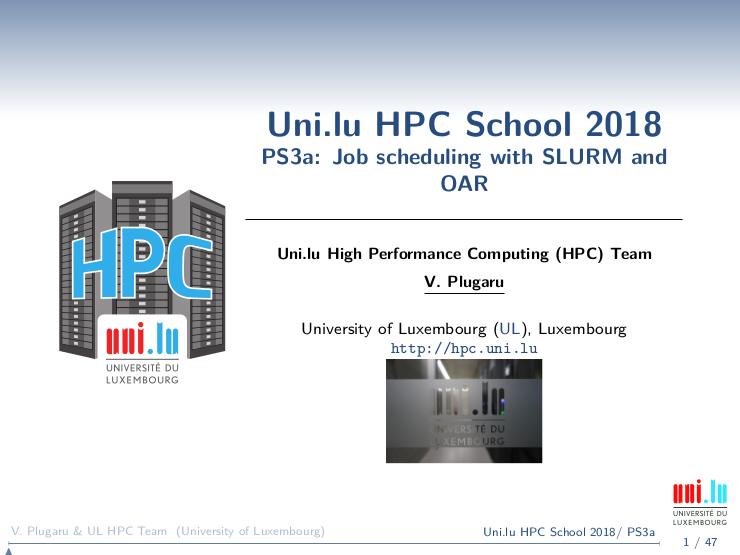 Uni.lu HPC School 2018
PS3a: Job scheduling with SLURM and
OAR
HPC
uni.lu
UNIVERSITÉ DU
LUXEMBOURG
Uni.lu High Performance Computing (HPC) Team
V. Plugaru
University of Luxembourg (UL), Luxembourg
http://hpc.uni.lu
uni.lu
UNIVERSITÉ DU
LUXEMBOURG
uni.lu
UNIVERSITÉ DU
LUXEMBOURG
V. Plugaru & UL HPC Team (University of Luxembourg)
Uni.lu HPC School 2018/ PS3a
1 / 47